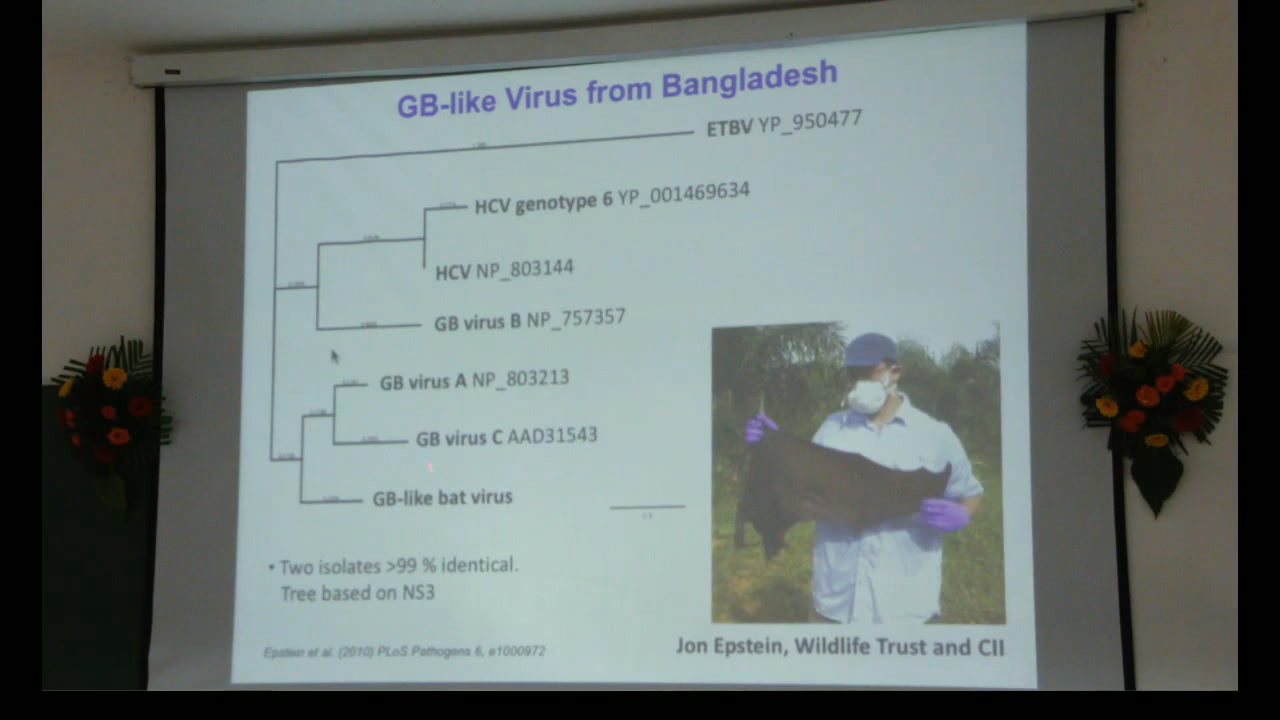 GB-like Virus from Bangladesh
ETBV YP_950477
HCV genotype 6 YP_001469634
HCV NP_803144
GB virus B NP_757357
GB virus A NP_803213
GB virus C AAD31543
GB-like bat virus
• Two isolates >99 % identical.
Tree based on NS3
Epstein et al. (2010) PLoS Pathogens 6, e1000972
Jon Epstein, Wildlife Trust and CII